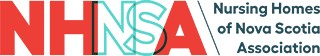 NHNSA
Nursing Homes
of Nova Scotia
Association